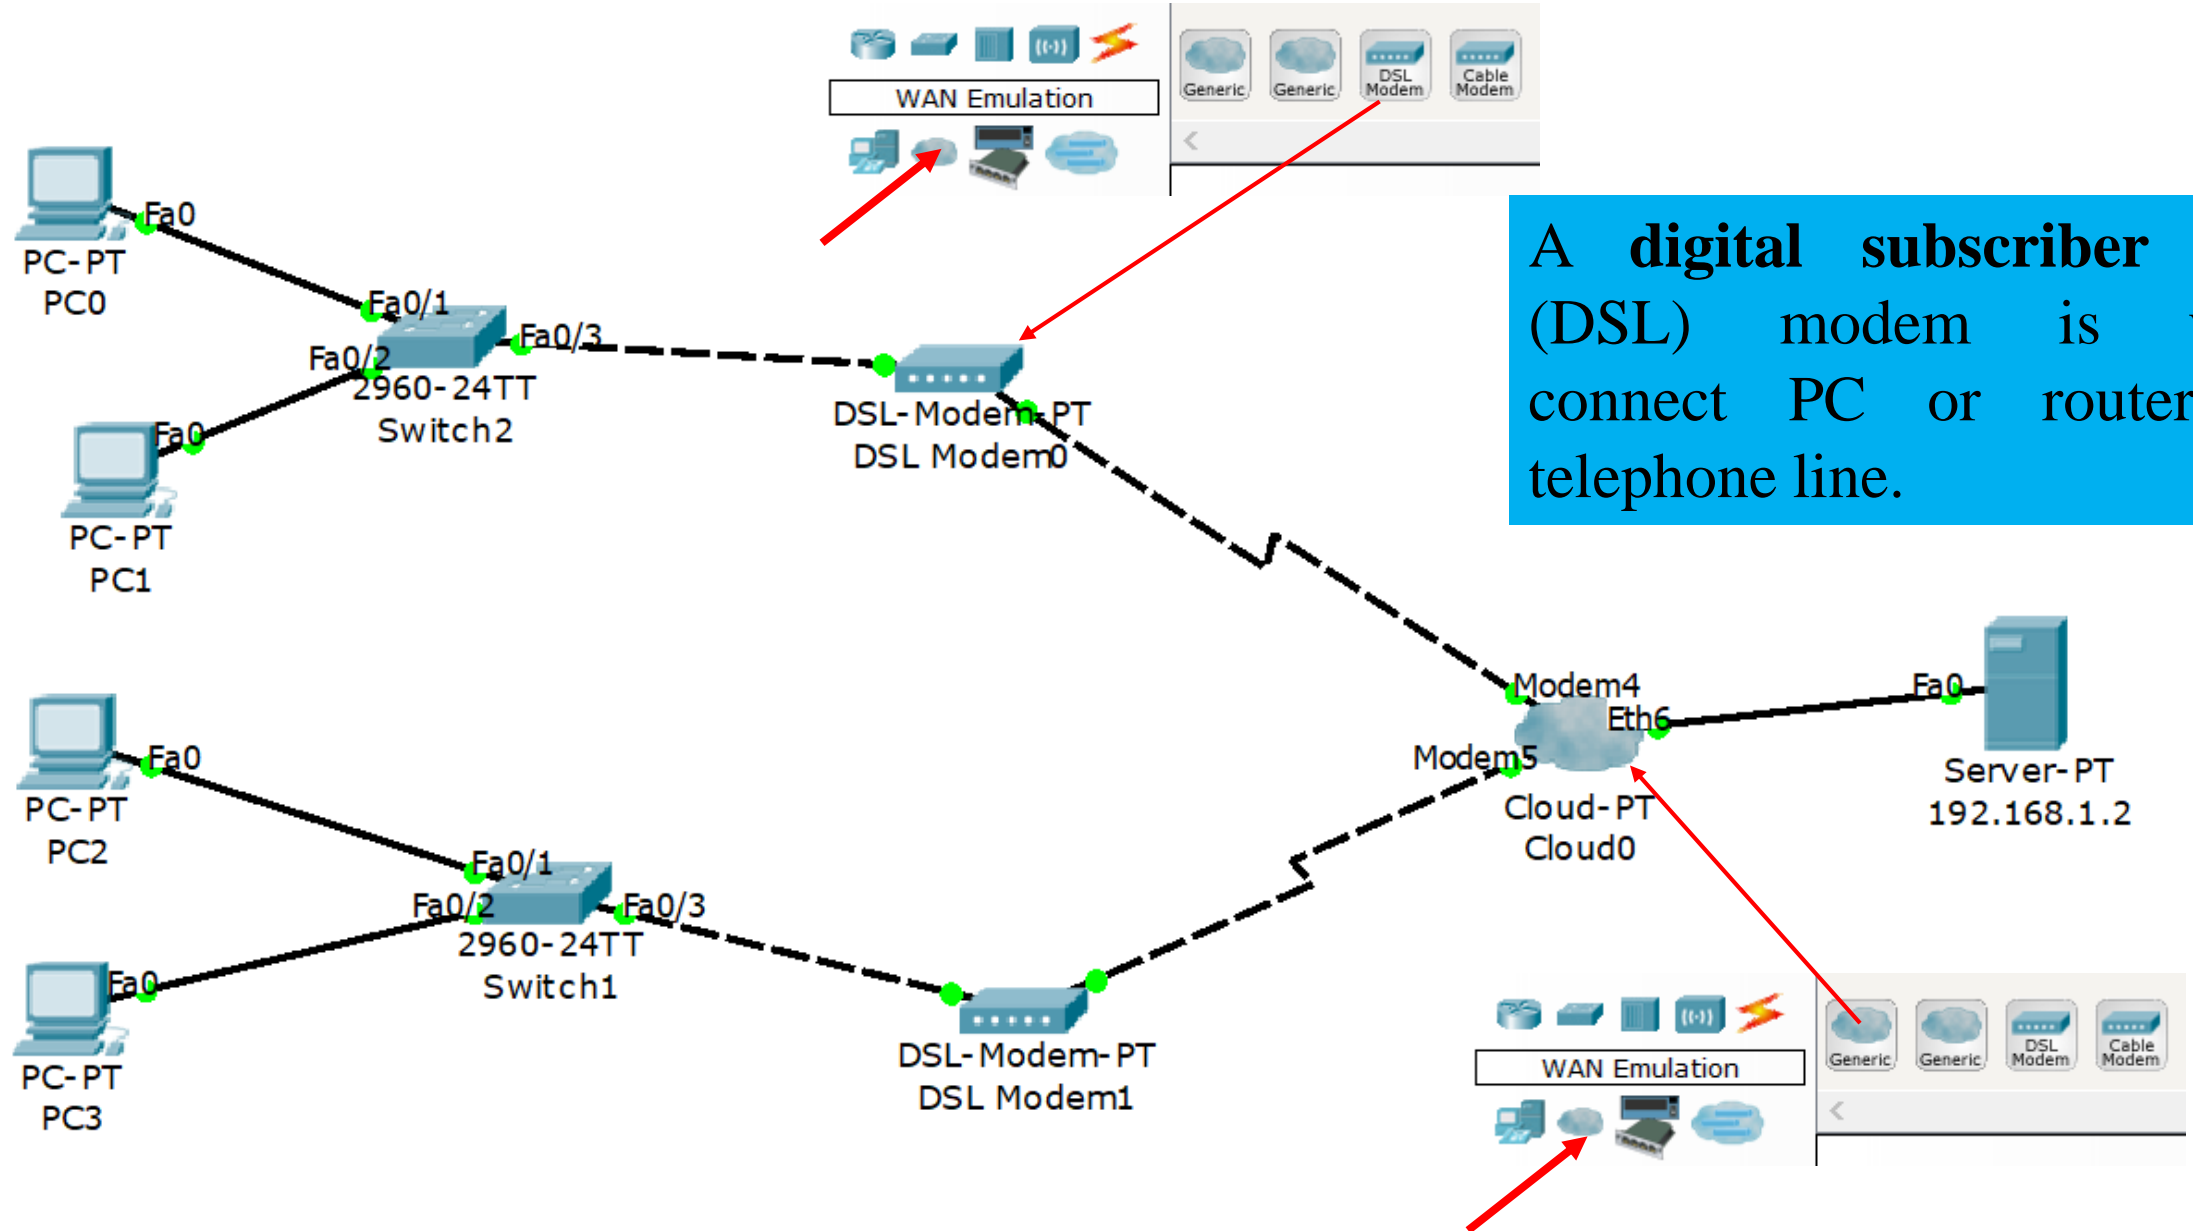 WAN Emulation
Generic
Generic
DSL
Modem
Cable
Modem
A digital subscriber
(DSL) modem is
connect PC or router
telephone line.
Fa0
PC-PT
PC0
Fa0/1
Fa0/2
Fa0/3
2960-24TT
Switch2
Fa0
PC-PT
PC1
DSL-Modem-PT
DSL Modem0
Fa0
PC-PT
PC2
Fa0/1
Fa0/2
Fa0/3
2960-24TT
Switch1
Fa0
PC-PT
PC3
DSL-Modem-PT
DSL Modem1
Modem4
Eth6
Modem5
Cloud-PT
Cloud0
Fa0
Server-PT
192.168.1.2
WAN Emulation
Generic
Generic
DSL
Modem
Cable
Modem